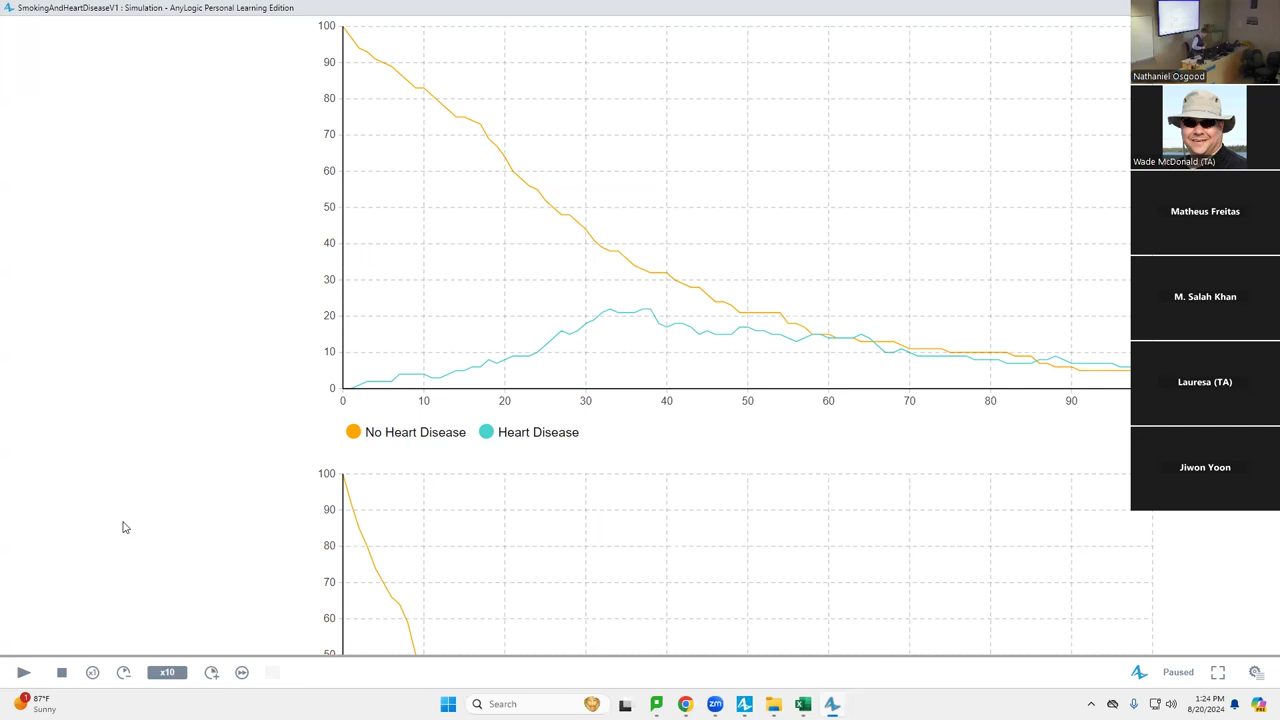 SmokingAndHeartDiseaseV1 : Simulation - AnyLogic Personal Learning Edition
100
90
80
70
60
50
40
30
20
10
0
0 10 20 30 40 50 60 70 80 90
No Heart Disease Heart Disease
100
90
80
70
60
50
Nathaniel Osgood
Wade McDonald (TA)
Matheus Freitas
M. Salah Khan
Lauresa (TA)
Jiwon Yoon
x1
x10
Paused
1
87°F
Sunny
Search
1:24 PM
8/20/2024